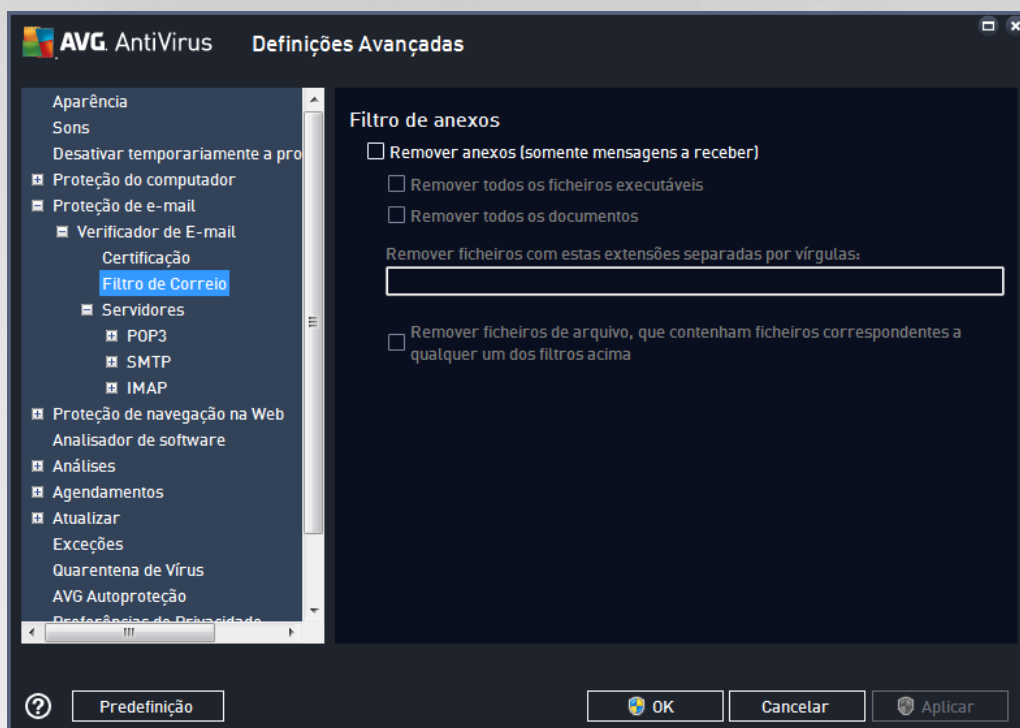 AVG. AntiVirus
Definições Avançadas
Aparência
Sons
Desativar temporariamente a pro
Proteção do computador
Proteção de e-mail
Verificador de E-mail
Certificação
Filtro de Correio
Servidores
POP3
SMTP
IMAP
Proteção de navegação na Web
Analisador de software
Análises
Agendamentos
Atualizar
Exceções
Quarentena de Vírus
AVG Autoproteção
Preferências de Privacidade
Filtro de anexos
Remover anexos (somente mensagens a receber)
Remover todos os ficheiros executáveis
Remover todos os documentos
Remover ficheiros com estas extensões separadas por vírgulas:
Remover ficheiros de arquivo, que contenham ficheiros correspondentes a
qualquer um dos filtros acima
Predefinição
OK
Cancelar
Aplicar